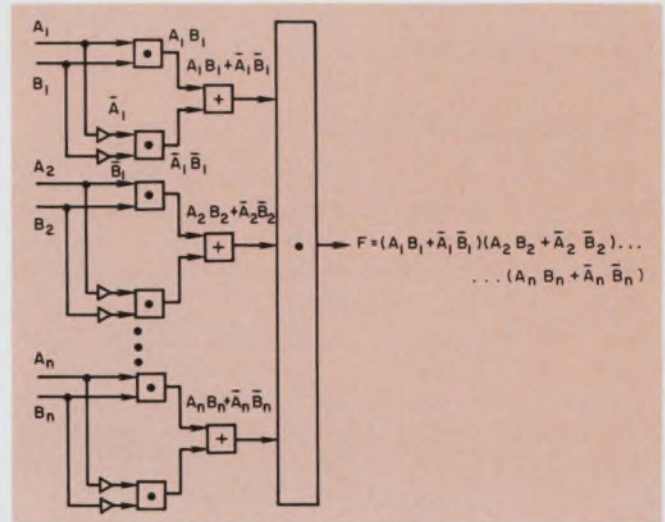 A₁
A₁ B₁
A₁ B₁ + Ā₁ B̄₁
B₁
+
Ā₁
B̄₁
Ā₁ B̄₁
A₂
A₂ B₂ + Ā₂ B̄₂
B₂
+
F = (A₁ B₁ + Ā₁ B̄₁)(A₂ B₂ + Ā₂ B̄₂)...
...(Aₙ Bₙ + Āₙ B̄ₙ)
Aₙ
Aₙ Bₙ + Āₙ B̄ₙ
Bₙ
+